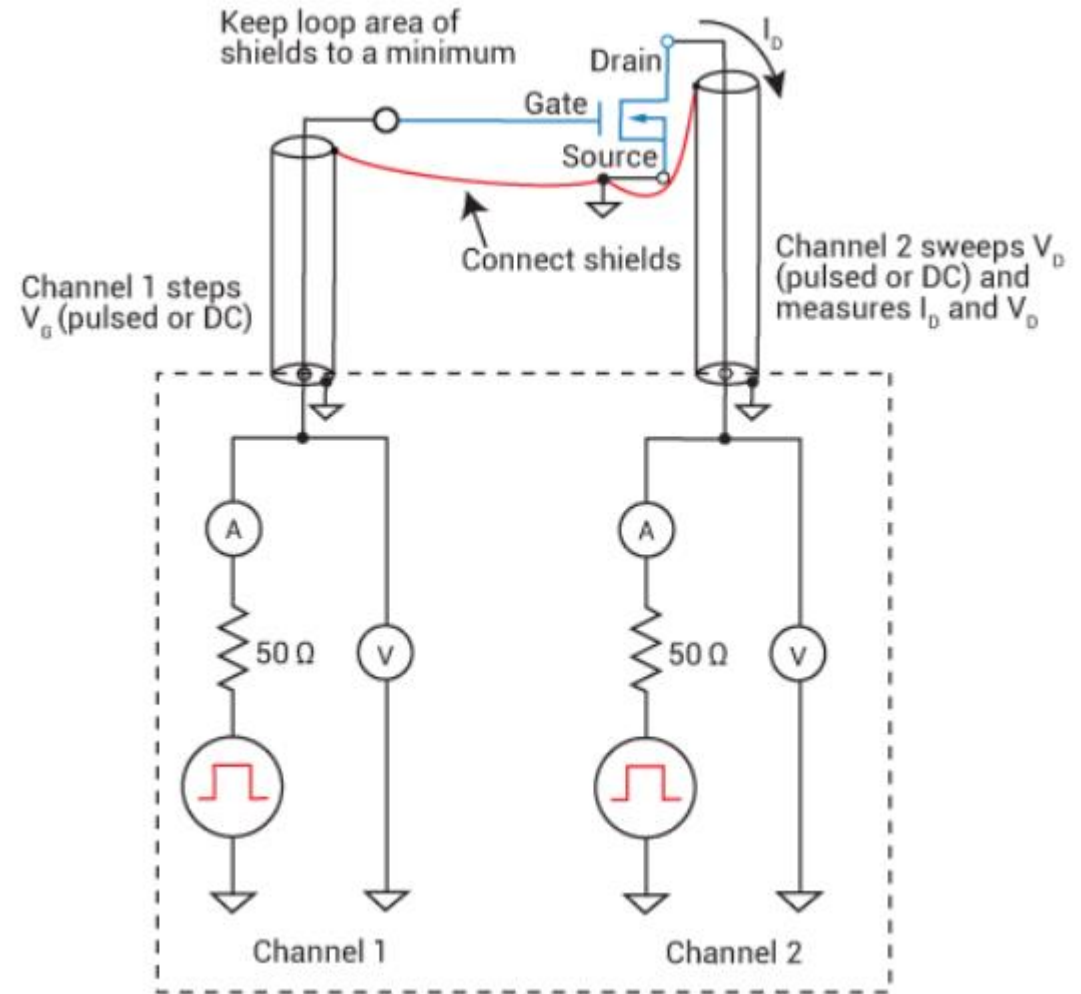 Keep loop area of
shields to a minimum
I_D
Drain
Gate
Source
Connect shields
Channel 1 steps
V_G (pulsed or DC)
Channel 2 sweeps V_D
(pulsed or DC) and
measures I_D and V_D
A
50 Ω
V
A
50 Ω
V
Channel 1
Channel 2